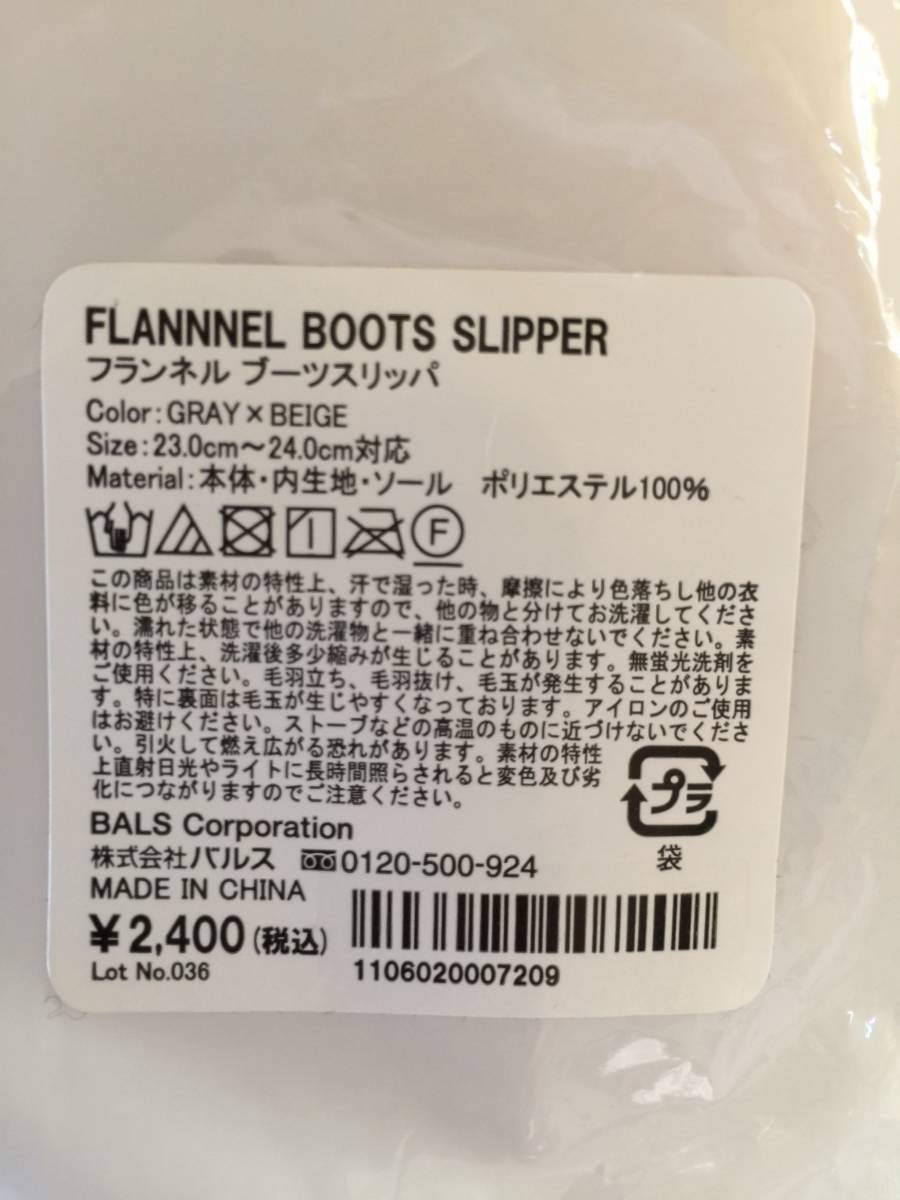 FLANNNEL BOOTS SLIPPER
フランネル ブーツスリッパ
Color:GRAY×BEIGE
Size:23.0cm～24.0cm対応
Material:本体・内生地・ソール ポリエステル100%
F
この商品は素材の特性上、汗で湿った時、摩擦により色落ちし他の衣
料に色が移ることがありますので、他の物と分けてお洗濯してくださ
い。濡れた状態で他の洗濯物と一緒に重ね合わせないでください。素
材の特性上、洗濯後多少縮みが生じることがあります。無蛍光洗剤を
ご使用ください。毛羽立ち、毛羽抜け、毛玉が発生することがありま
す。特に裏面は毛玉が生じやすくなっております。アイロンのご使用
はお避けください。ストーブなどの高温のものに近づけないでくださ
い。引火して燃え広がる恐れがあります。素材の特性
上直射日光やライトに長時間照らされると変色及び劣
化につながりますのでご注意ください。
プラ
袋
BALS Corporation
株式会社バルス 0120-500-924
MADE IN CHINA
¥2,400(税込)
Lot No.036
1106020007209